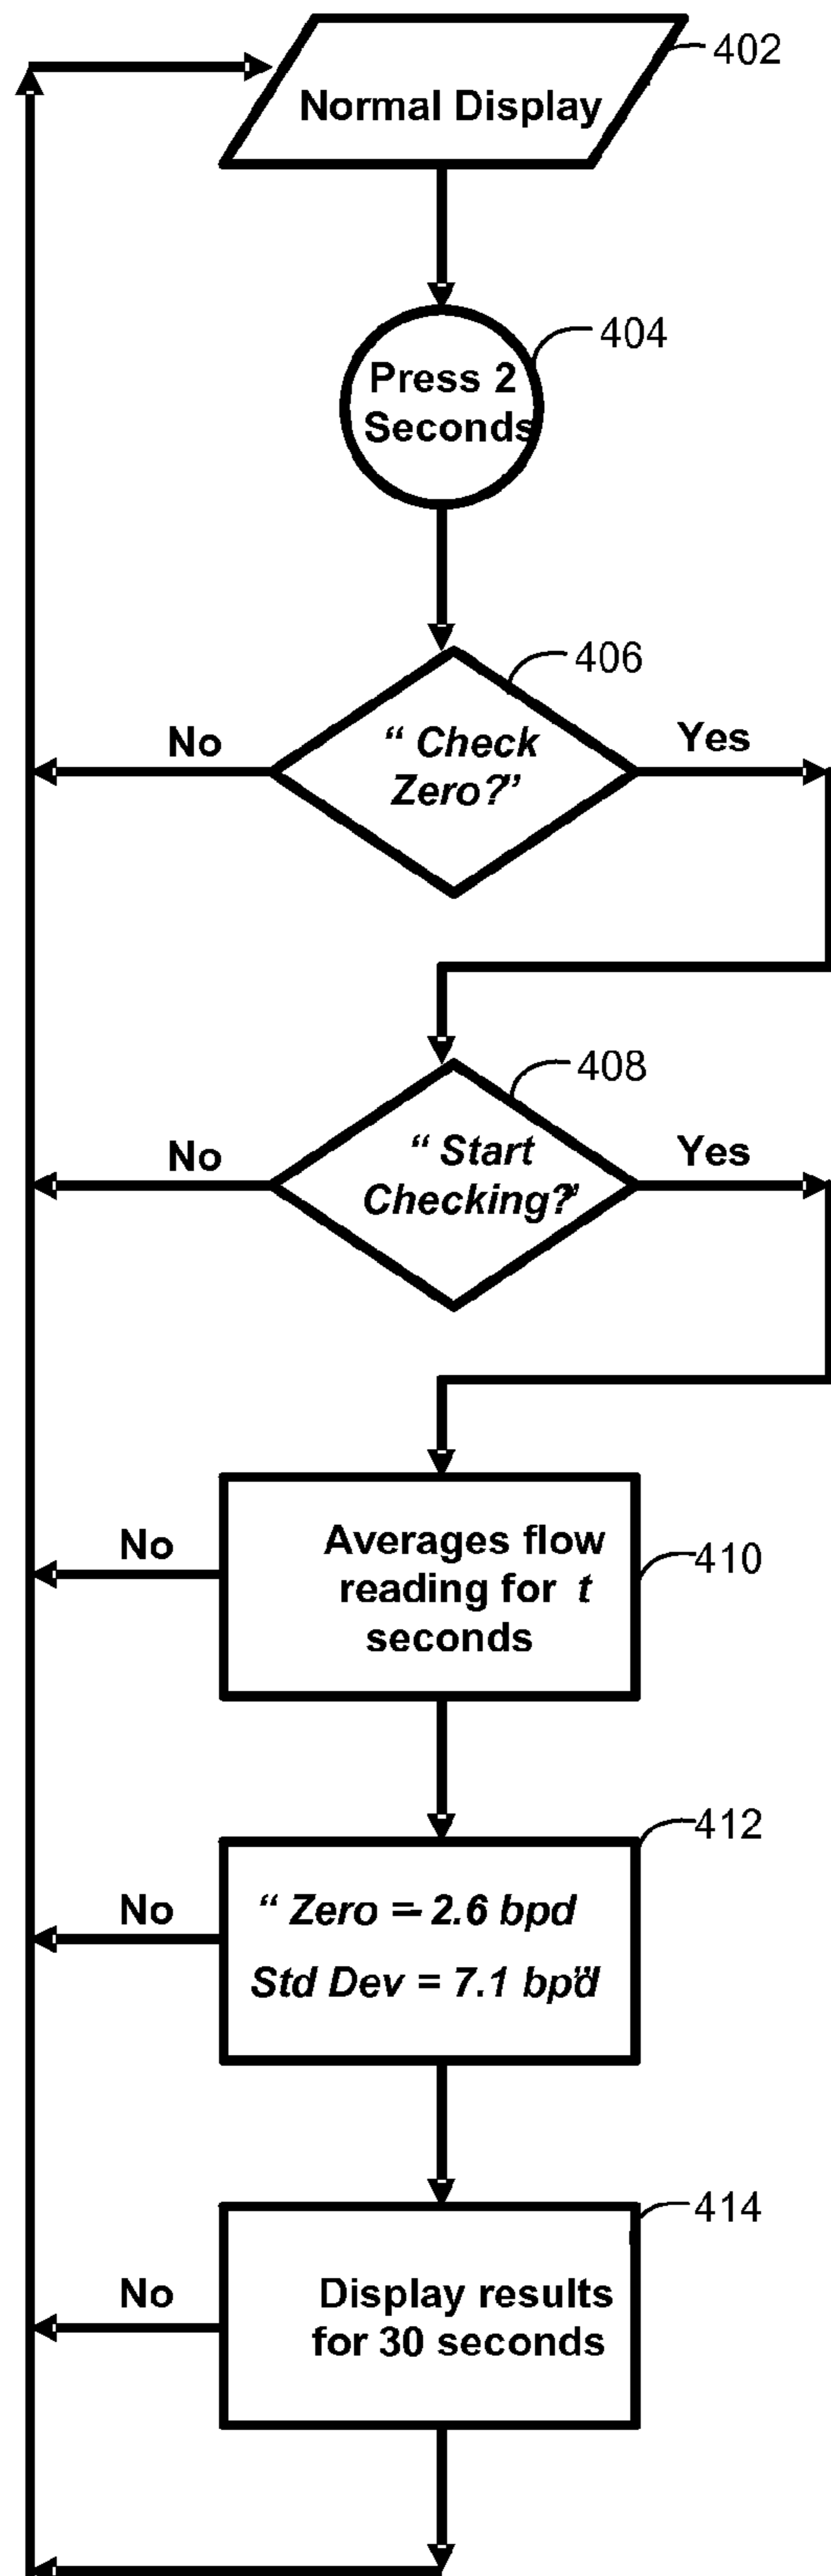 Normal Display
402
Press 2
Seconds
404
406
No
“ Check
Zero?”
Yes
408
No
“ Start
Checking?”
Yes
No
Averages flow
reading for t
seconds
410
412
No
“ Zero = - 2.6 bpd
Std Dev = 7.1 bpd”
414
No
Display results
for 30 seconds